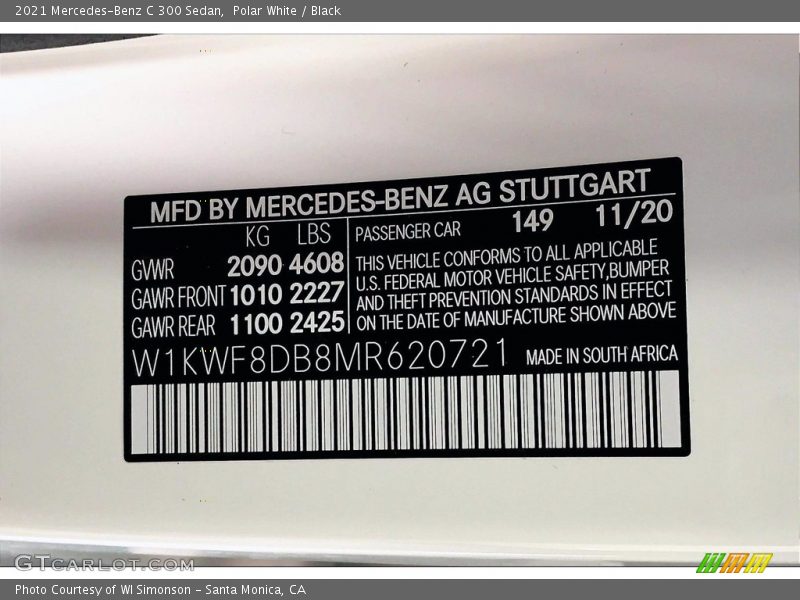 2021 Mercedes-Benz C 300 Sedan, Polar White / Black
MFD BY MERCEDES-BENZ AG STUTTGART
KG LBS
GVWR 2090 4608
GAWR FRONT 1010 2227
GAWR REAR 1100 2425
PASSENGER CAR 149 11/20
THIS VEHICLE CONFORMS TO ALL APPLICABLE
U.S. FEDERAL MOTOR VEHICLE SAFETY,BUMPER
AND THEFT PREVENTION STANDARDS IN EFFECT
ON THE DATE OF MANUFACTURE SHOWN ABOVE
W1KWF8DB8MR620721 MADE IN SOUTH AFRICA
GTCARLOT.COM
Photo Courtesy of WI Simonson - Santa Monica, CA